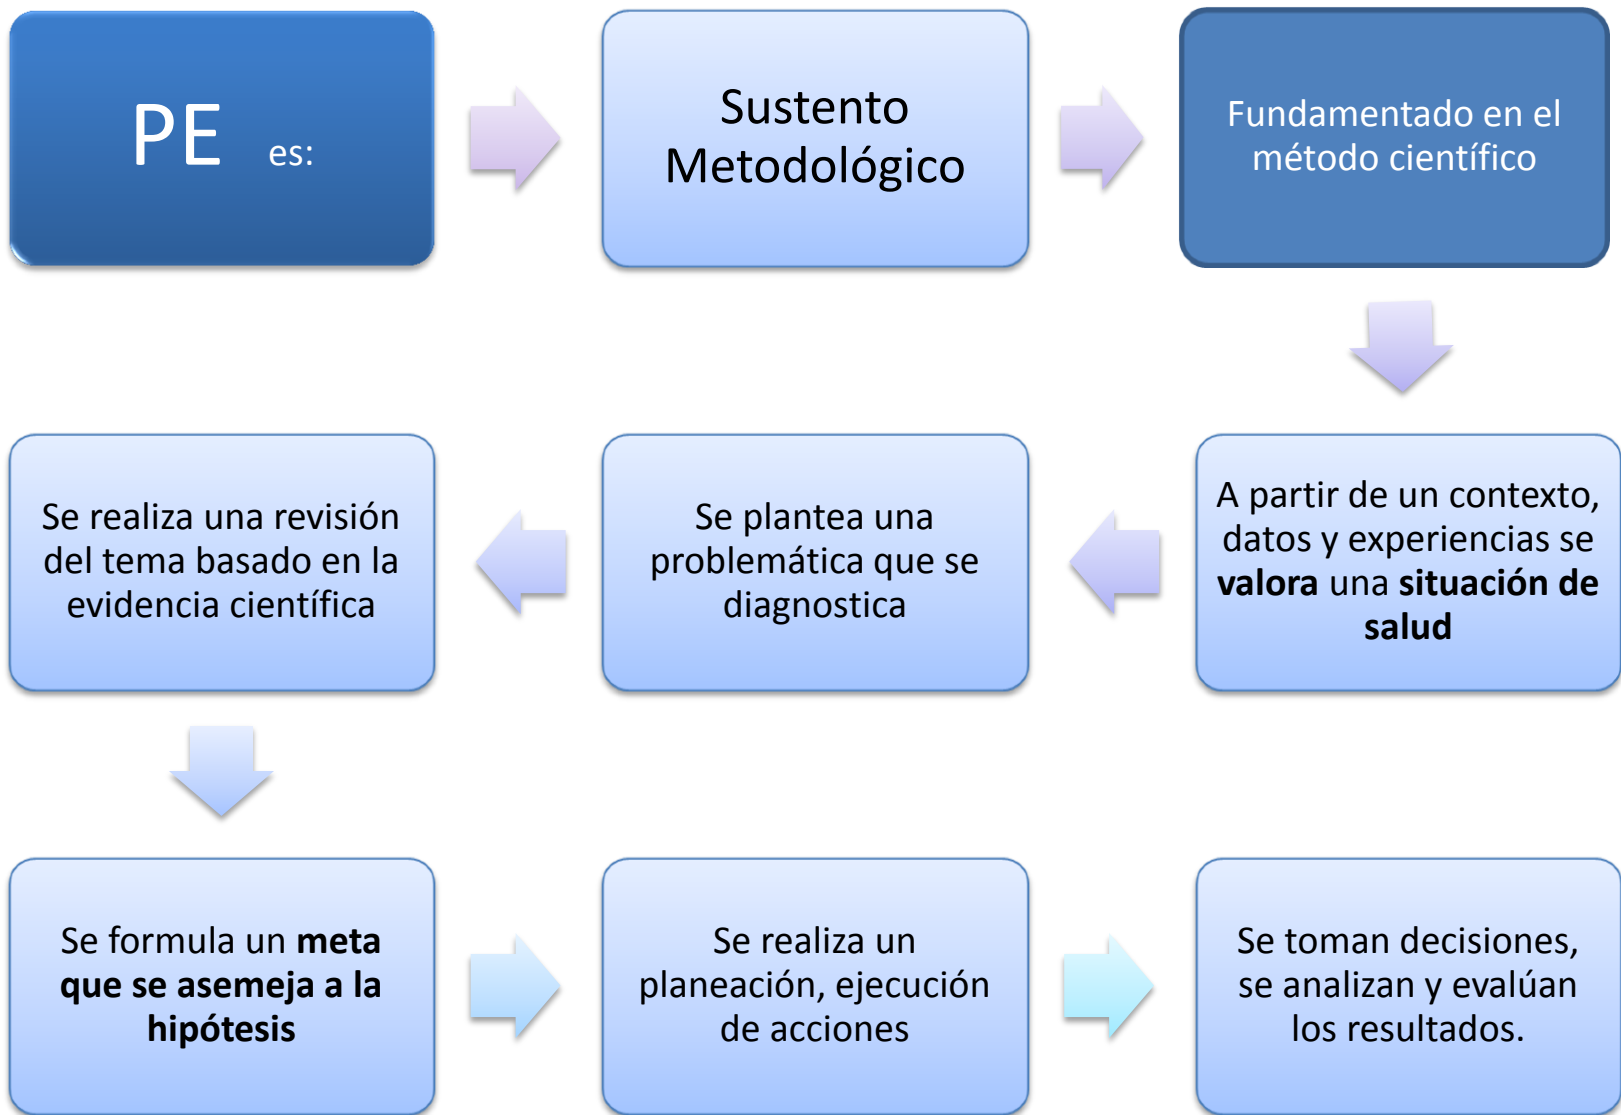 PE es:
Sustento
Metodológico
Fundamentado en el
método científico
A partir de un contexto,
datos y experiencias se
valora una situación de
salud
Se plantea una
problemática que se
diagnostica
Se realiza una revisión
del tema basado en la
evidencia científica
Se formula un meta
que se asemeja a la
hipótesis
Se realiza un
planeación, ejecución
de acciones
Se toman decisiones,
se analizan y evalúan
los resultados.